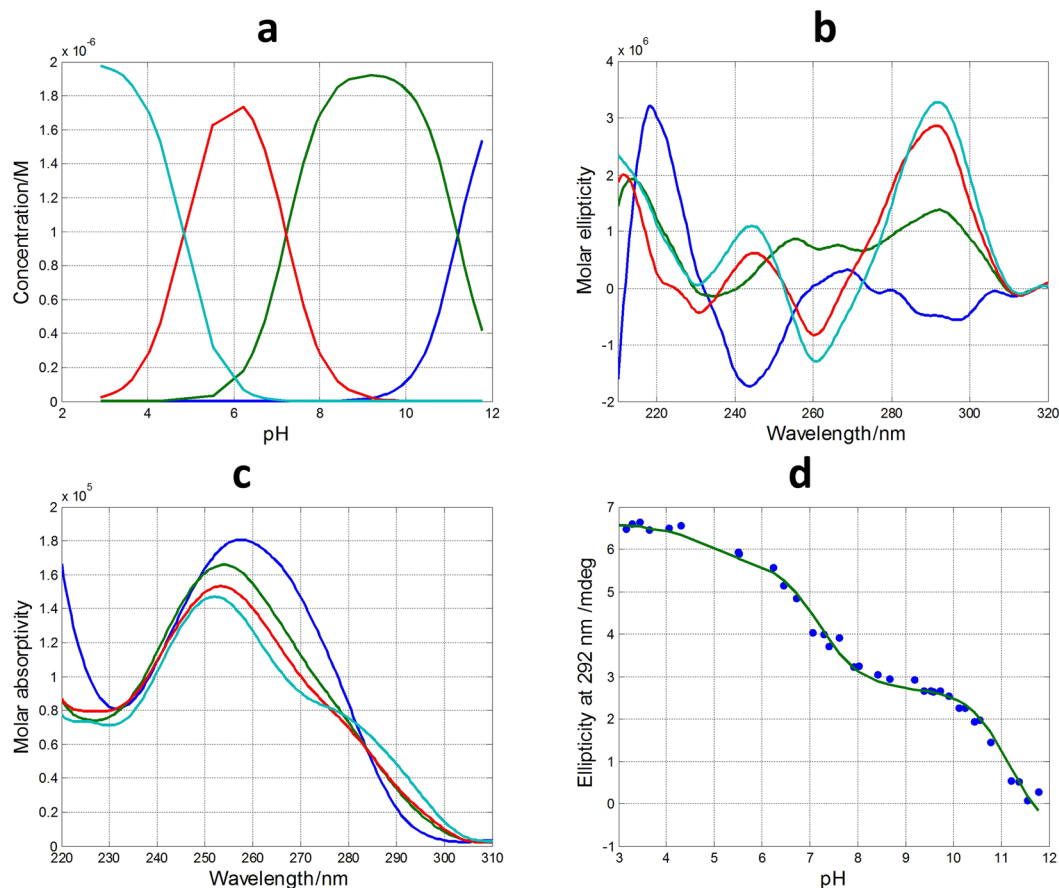 a
x 10^-6
2
1.8
1.6
1.4
1.2
1
0.8
0.6
0.4
0.2
0
2 4 6 8 10 12
Concentration/M
pH
b
x 10^6
4
3
2
1
0
-1
-2
220 240 260 280 300 320
Molar ellipticity
Wavelength/nm
c
x 10^5
2
1.8
1.6
1.4
1.2
1
0.8
0.6
0.4
0.2
0
220 230 240 250 260 270 280 290 300 310
Molar absorptivity
Wavelength/nm
d
7
6
5
4
3
2
1
0
-1
3 4 5 6 7 8 9 10 11 12
Ellipticity at 292 nm /mdeg
pH